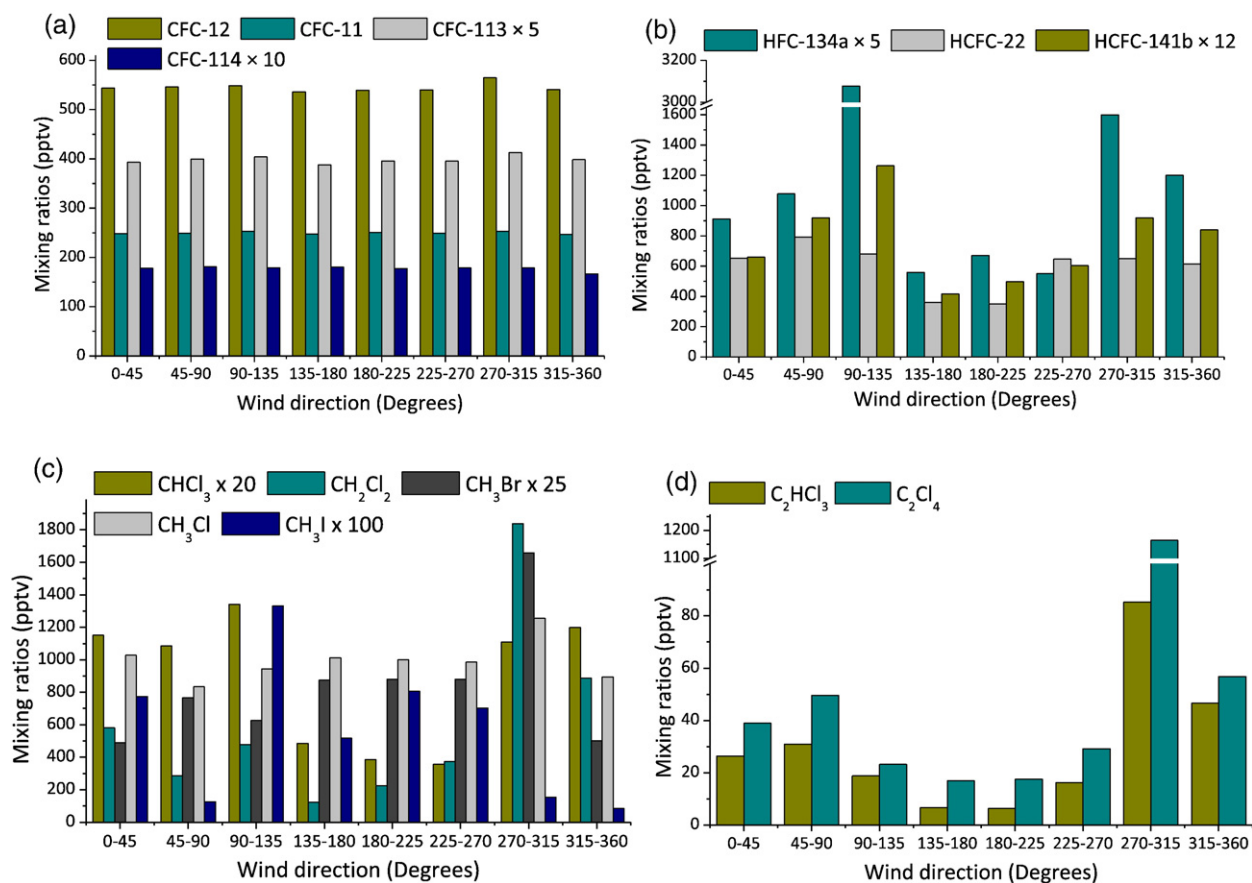 (a)
CFC-12 CFC-11 CFC-113 × 5
CFC-114 × 10
600
500
400
300
200
100
0
Mixing ratios (pptv)
0-45 45-90 90-135 135-180 180-225 225-270 270-315 315-360
Wind direction (Degrees)
(b)
HFC-134a × 5 HCFC-22 HCFC-141b × 12
3200
3000
1600
1400
1200
1000
800
600
400
200
0
Mixing ratios (pptv)
0-45 45-90 90-135 135-180 180-225 225-270 270-315 315-360
Wind direction (Degrees)
(c)
CHCl₃ x 20 CH₂Cl₂ CH₃Br x 25
CH₃Cl CH₃I x 100
1800
1600
1400
1200
1000
800
600
400
200
0
Mixing ratios (pptv)
0-45 45-90 90-135 135-180 180-225 225-270 270-315 315-360
Wind direction (Degrees)
(d)
C₂HCl₃ C₂Cl₄
1200
1100
80
60
40
20
0
Mixing ratios (pptv)
0-45 45-90 90-135 135-180 180-225 225-270 270-315 315-360
Wind direction (Degrees)